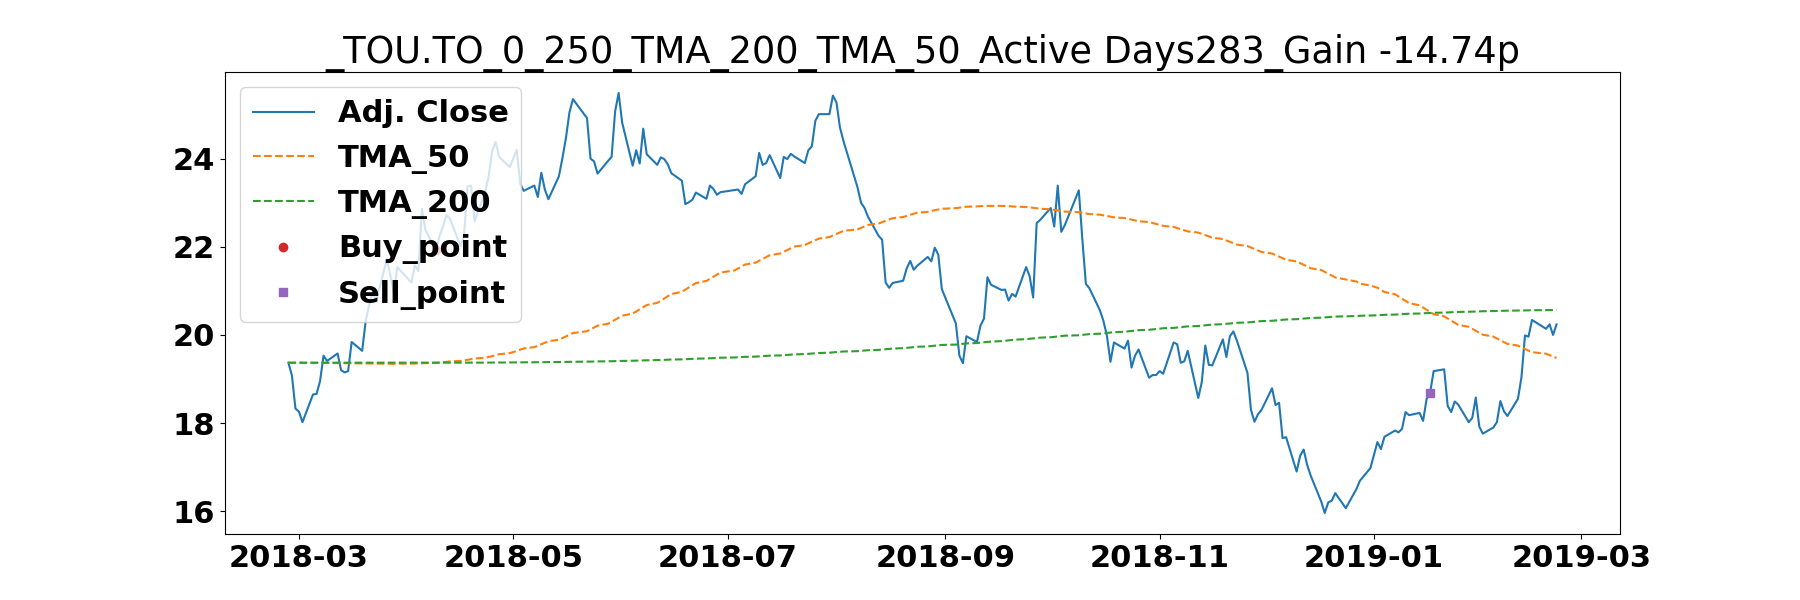 _TOU.TO_0_250_TMA_200_TMA_50_Active Days283_Gain -14.74p
Adj. Close
TMA_50
TMA_200
Buy_point
Sell_point
24
22
20
18
16
2018-03 2018-05 2018-07 2018-09 2018-11 2019-01 2019-03